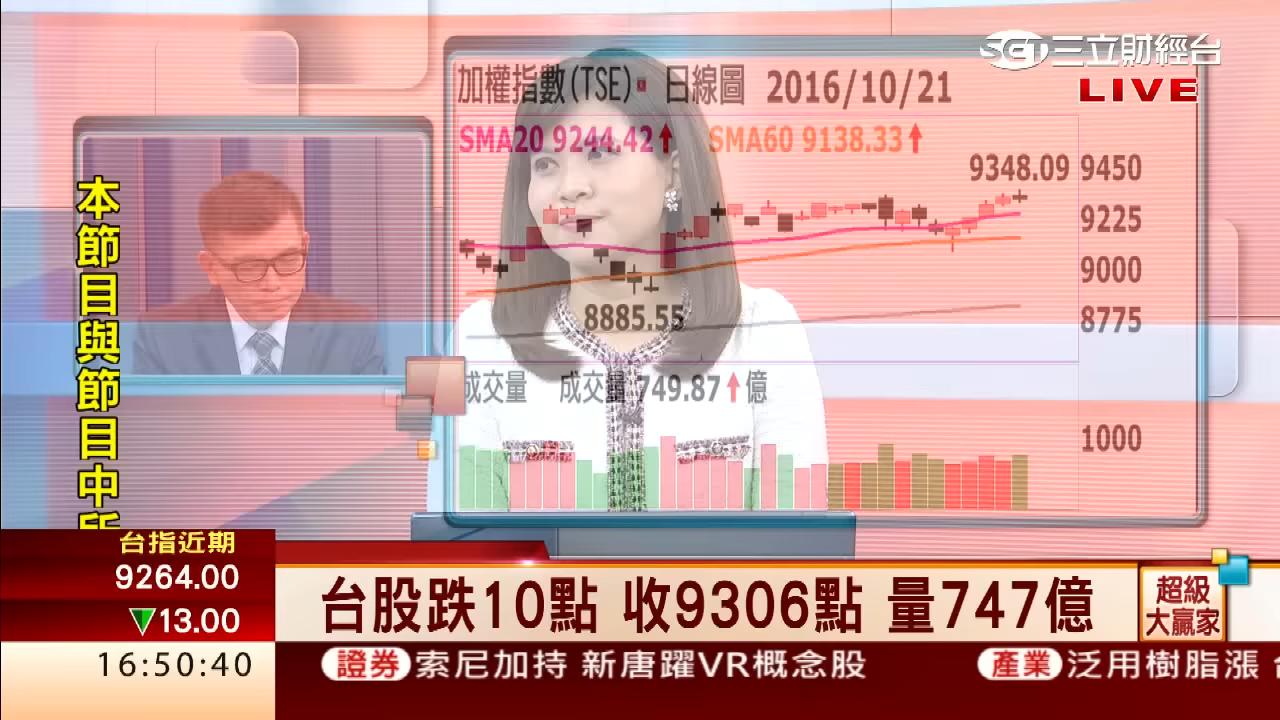 SET三立財經台
LIVE
加權指數(TSE) 日線圖 2016/10/21
SMA20 9244.42↑ SMA60 9138.33↑
9348.09 9450
9225
9000
8775
8885.55
成交量 成交量 749.87↑億
1000
本節目與節目中所
台指近期
9264.00
▼13.00
16:50:40
台股跌10點 收9306點 量747億
超級
大贏家
證券 索尼加持 新唐躍VR概念股 產業 泛用樹脂漲